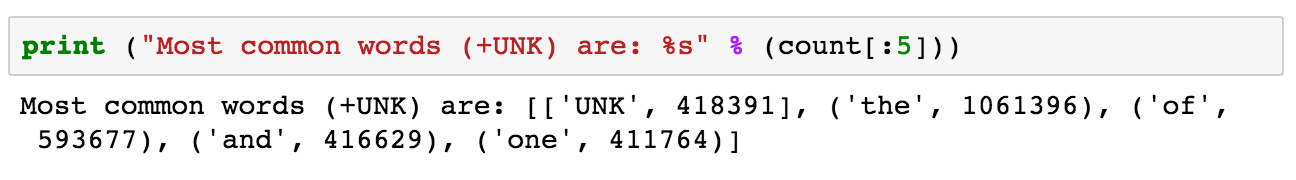 print ("Most common words (+UNK) are: %s" % (count[:5]))
Most common words (+UNK) are: [['UNK', 418391], ('the', 1061396), ('of',
593677), ('and', 416629), ('one', 411764)]